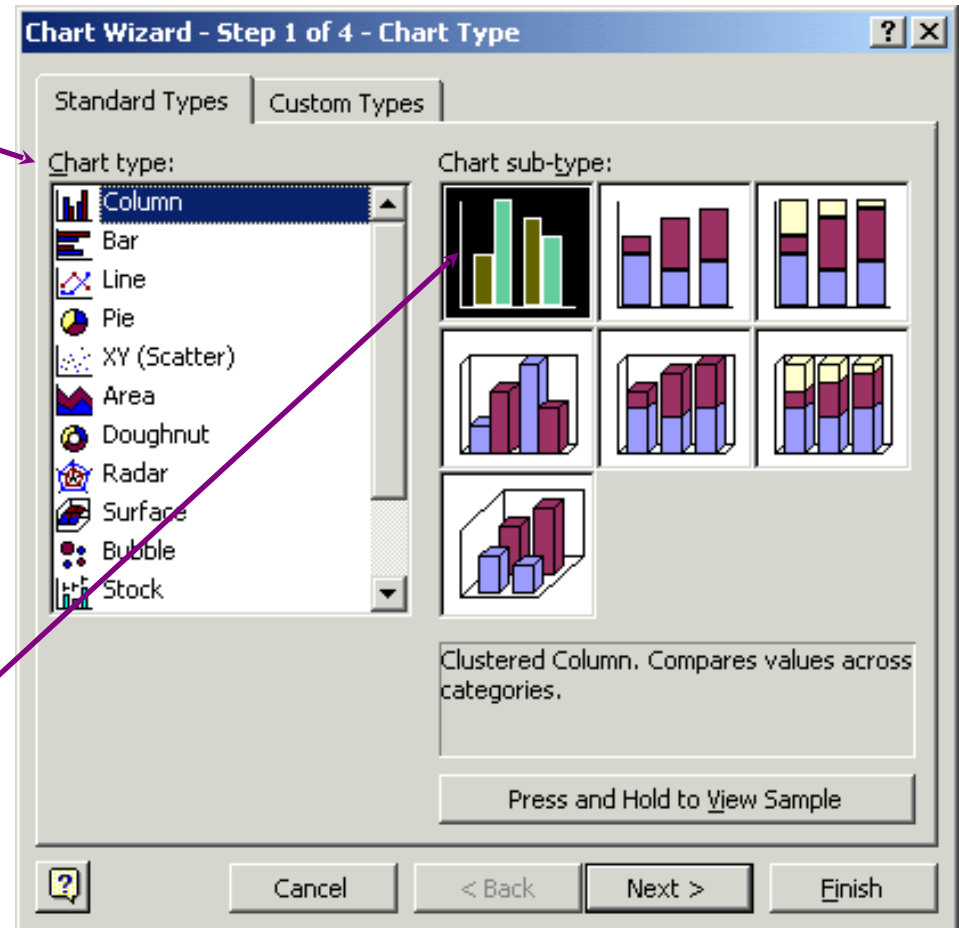 Chart Wizard - Step 1 of 4 - Chart Type
Standard Types
Custom Types
Chart type:
Column
Bar
Line
Pie
XY (Scatter)
Area
Doughnut
Radar
Surface
Bubble
Stock
Chart sub-type:
Clustered Column. Compares values across
categories.
Press and Hold to View Sample
Cancel
< Back
Next >
Finish